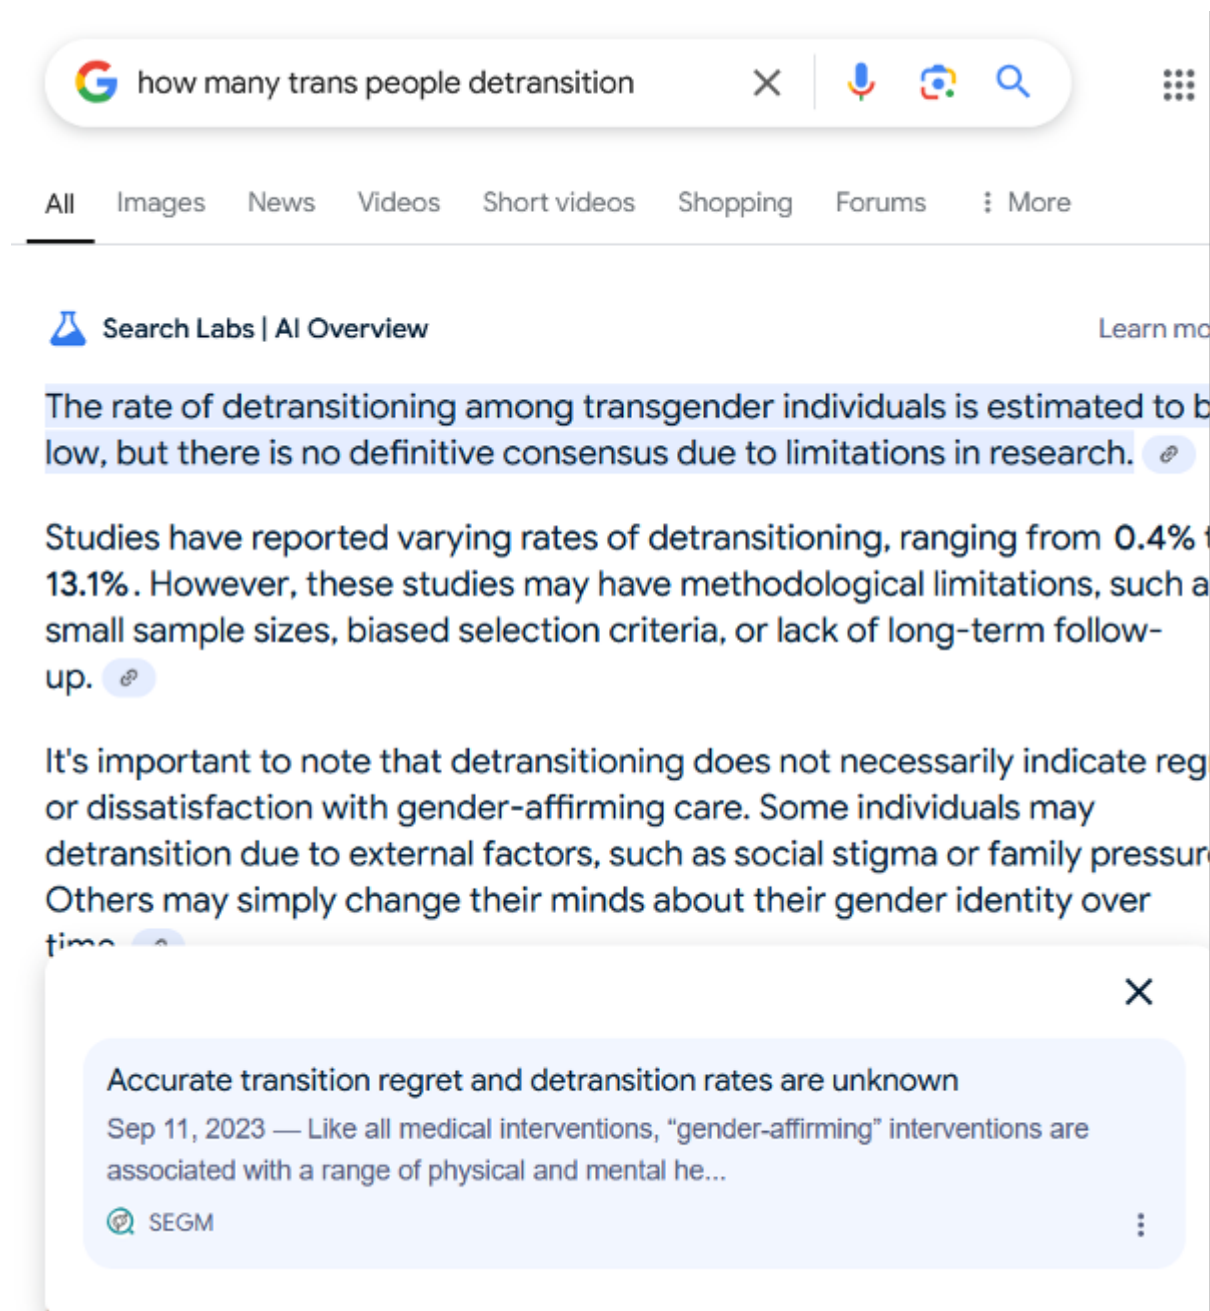 how many trans people detransition
All Images News Videos Short videos Shopping Forums More
Search Labs | AI Overview Learn mo
The rate of detransitioning among transgender individuals is estimated to b
low, but there is no definitive consensus due to limitations in research.
Studies have reported varying rates of detransitioning, ranging from 0.4% t
13.1%. However, these studies may have methodological limitations, such a
small sample sizes, biased selection criteria, or lack of long-term follow-
up.
It's important to note that detransitioning does not necessarily indicate reg
or dissatisfaction with gender-affirming care. Some individuals may
detransition due to external factors, such as social stigma or family pressur
Others may simply change their minds about their gender identity over
time.
Accurate transition regret and detransition rates are unknown
Sep 11, 2023 — Like all medical interventions, “gender-affirming” interventions are
associated with a range of physical and mental he...
SEGM